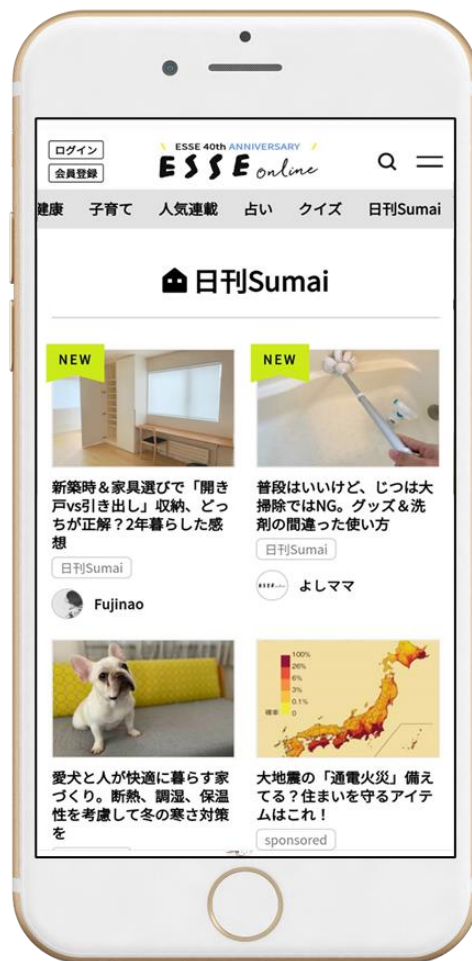 ログイン
会員登録
ESSE 40th ANNIVERSARY
ESSE online
健康 子育て 人気連載 占い クイズ 日刊Sumai
日刊Sumai
NEW
新築時＆家具選びで「開き
戸vs引き出し」収納、どっ
ちが正解？2年暮らした感
想
日刊Sumai
Fujinao
NEW
普段はいいけど、じつは大
掃除ではNG。グッズ＆洗
剤の間違った使い方
日刊Sumai
よしママ
愛犬と人が快適に暮らす家
づくり。断熱、調湿、保温
性を考慮して冬の寒さ対策
を
100%
26%
6%
3%
0.1%
確率 0
大地震の「通電火災」備え
てる？住まいを守るアイテ
ムはこれ！
sponsored